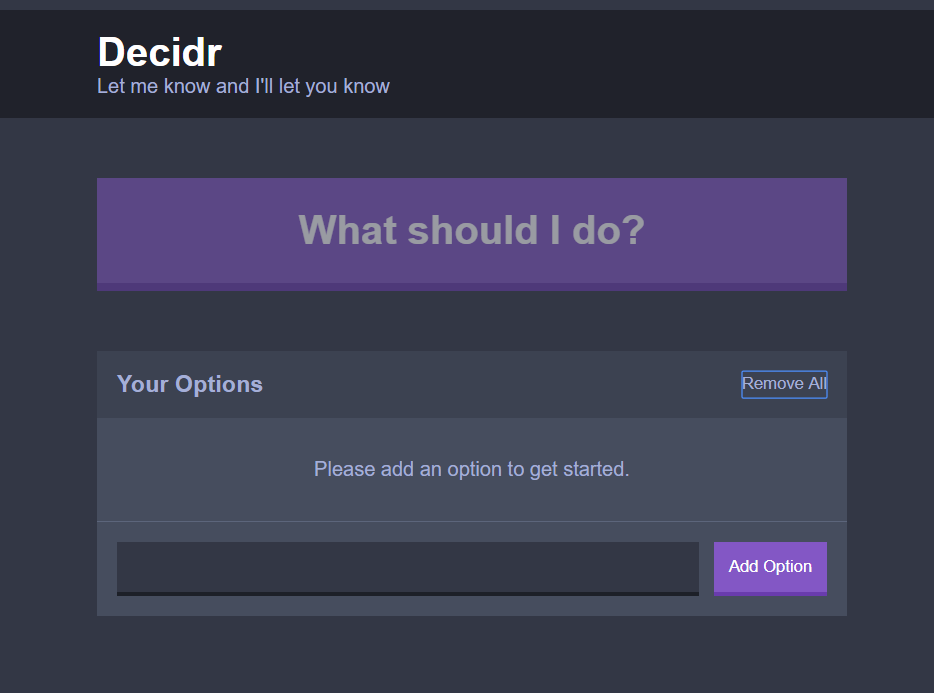 Decidr
Let me know and I'll let you know
What should I do?
Your Options
Remove All
Please add an option to get started.
Add Option